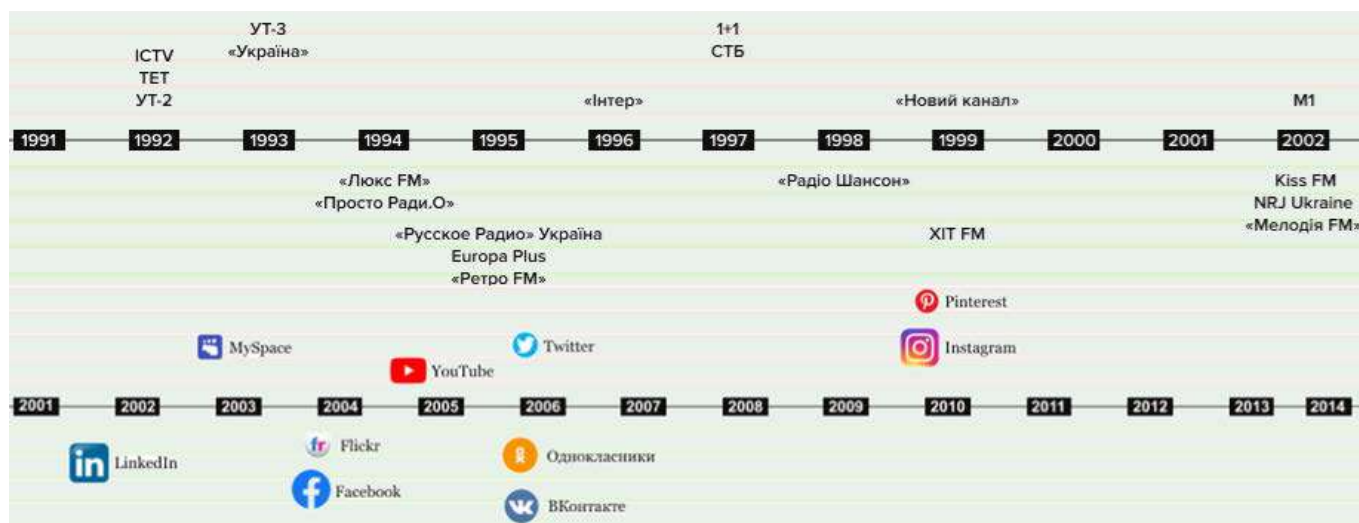 УТ-3
«Україна»
ICTV
ТЕТ
УТ-2
1+1
СТБ
«Інтер»
«Новий канал»
М1
1991 1992 1993 1994 1995 1996 1997 1998 1999 2000 2001 2002
«Люкс FM»
«Просто Ради.О»
«Радіо Шансон»
Kiss FM
NRJ Ukraine
«Мелодія FM»
«Русское Радио» Україна
Europa Plus
«Ретро FM»
ХІТ FM
Pinterest
MySpace
Twitter
Instagram
YouTube
2001 2002 2003 2004 2005 2006 2007 2008 2009 2010 2011 2012 2013 2014
in LinkedIn
fr Flickr
Facebook
Однокласники
ВКонтакте